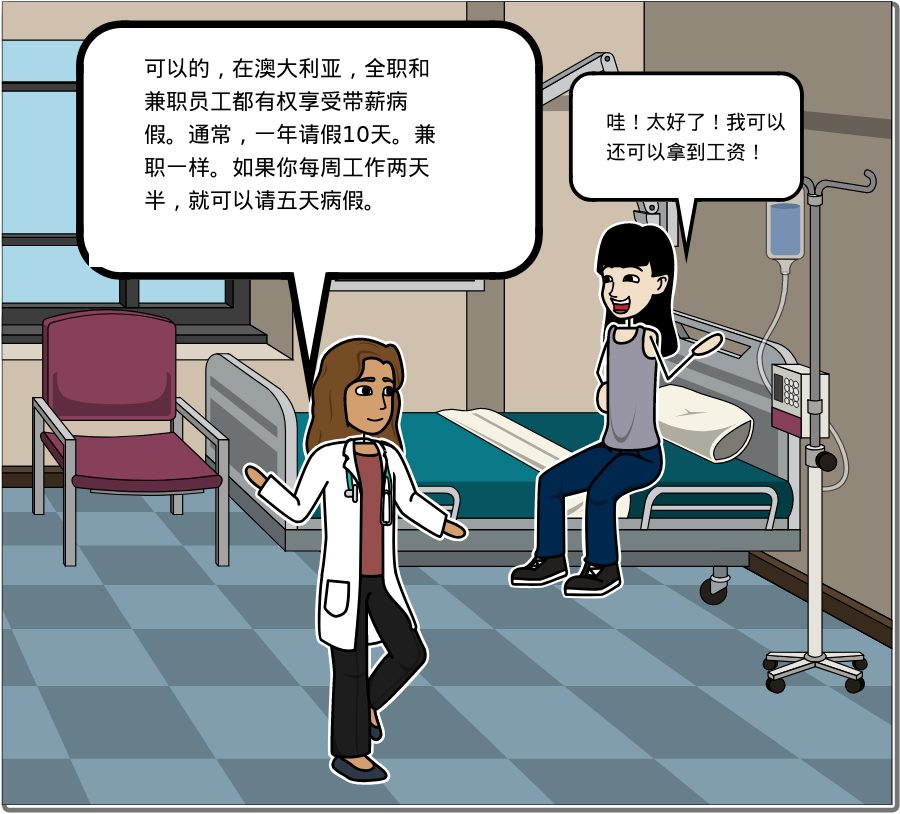 可以的，在澳大利亚，全职和
兼职员工都有权享受带薪病
假。通常，一年请假10天。兼
职一样。如果你每周工作两天
半，就可以请五天病假。
哇！太好了！我可以
还可以拿到工资！